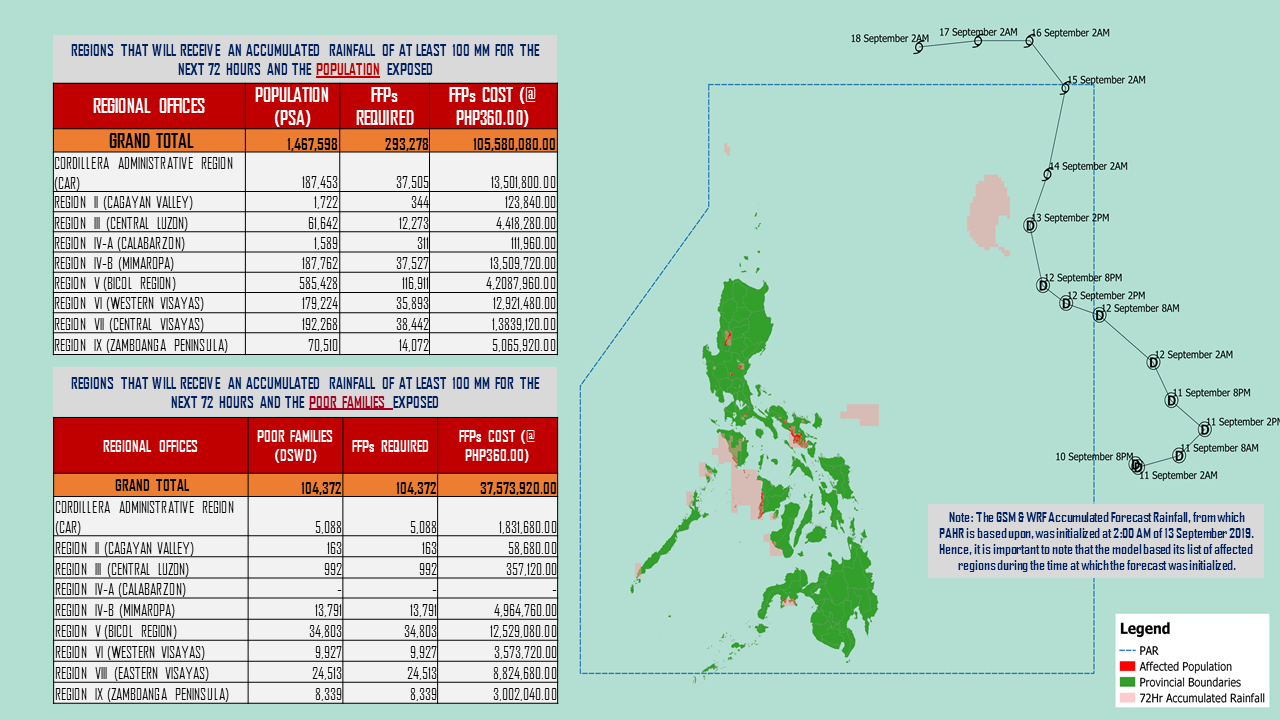 REGIONS THAT WILL RECEIVE AN ACCUMULATED RAINFALL OF AT LEAST 100 MM FOR THE
NEXT 72 HOURS AND THE POPULATION EXPOSED
REGIONAL OFFICES POPULATION (PSA) FFPs REQUIRED FFPs COST (@ PHP360.00)
GRAND TOTAL 1,467,598 293,278 105,580,080.00
CORDILLERA ADMINISTRATIVE REGION
(CAR) 187,453 37,505 13,501,800.00
REGION II (CAGAYAN VALLEY) 1,722 344 123,840.00
REGION III (CENTRAL LUZON) 61,642 12,273 4,418,280.00
REGION IV-A (CALABARZON) 1,589 311 111,960.00
REGION IV-B (MIMAROPA) 187,762 37,527 13,509,720.00
REGION V (BICOL REGION) 585,428 116,911 4,2087,960.00
REGION VI (WESTERN VISAYAS) 179,224 35,893 12,921,480.00
REGION VII (CENTRAL VISAYAS) 192,268 38,442 1,3839,120.00
REGION IX (ZAMBOANGA PENINSULA) 70,510 14,072 5,065,920.00
REGIONS THAT WILL RECEIVE AN ACCUMULATED RAINFALL OF AT LEAST 100 MM FOR THE
NEXT 72 HOURS AND THE POOR FAMILIES EXPOSED
REGIONAL OFFICES POOR FAMILIES (DSWD) FFPs REQUIRED FFPs COST (@ PHP360.00)
GRAND TOTAL 104,372 104,372 37,573,920.00
CORDILLERA ADMINISTRATIVE REGION
(CAR) 5,088 5,088 1,831,680.00
REGION II (CAGAYAN VALLEY) 163 163 58,680.00
REGION III (CENTRAL LUZON) 992 992 357,120.00
REGION IV-A (CALABARZON) - - -
REGION IV-B (MIMAROPA) 13,791 13,791 4,964,760.00
REGION V (BICOL REGION) 34,803 34,803 12,529,080.00
REGION VI (WESTERN VISAYAS) 9,927 9,927 3,573,720.00
REGION VIII (EASTERN VISAYAS) 24,513 24,513 8,824,680.00
REGION IX (ZAMBOANGA PENINSULA) 8,339 8,339 3,002,040.00
18 September 2AM
17 September 2AM
16 September 2AM
15 September 2AM
14 September 2AM
13 September 2PM
12 September 8PM
12 September 2PM
12 September 8AM
12 September 2AM
11 September 8PM
11 September 2PM
11 September 8AM
10 September 8PM
11 September 2AM
Note: The GSM & WRF Accumulated Forecast Rainfall, from which
PAHR is based upon, was initialized at 2:00 AM of 13 September 2019.
Hence, it is important to note that the model based its list of affected
regions during the time at which the forecast was initialized.
Legend
PAR
Affected Population
Provincial Boundaries
72Hr Accumulated Rainfall